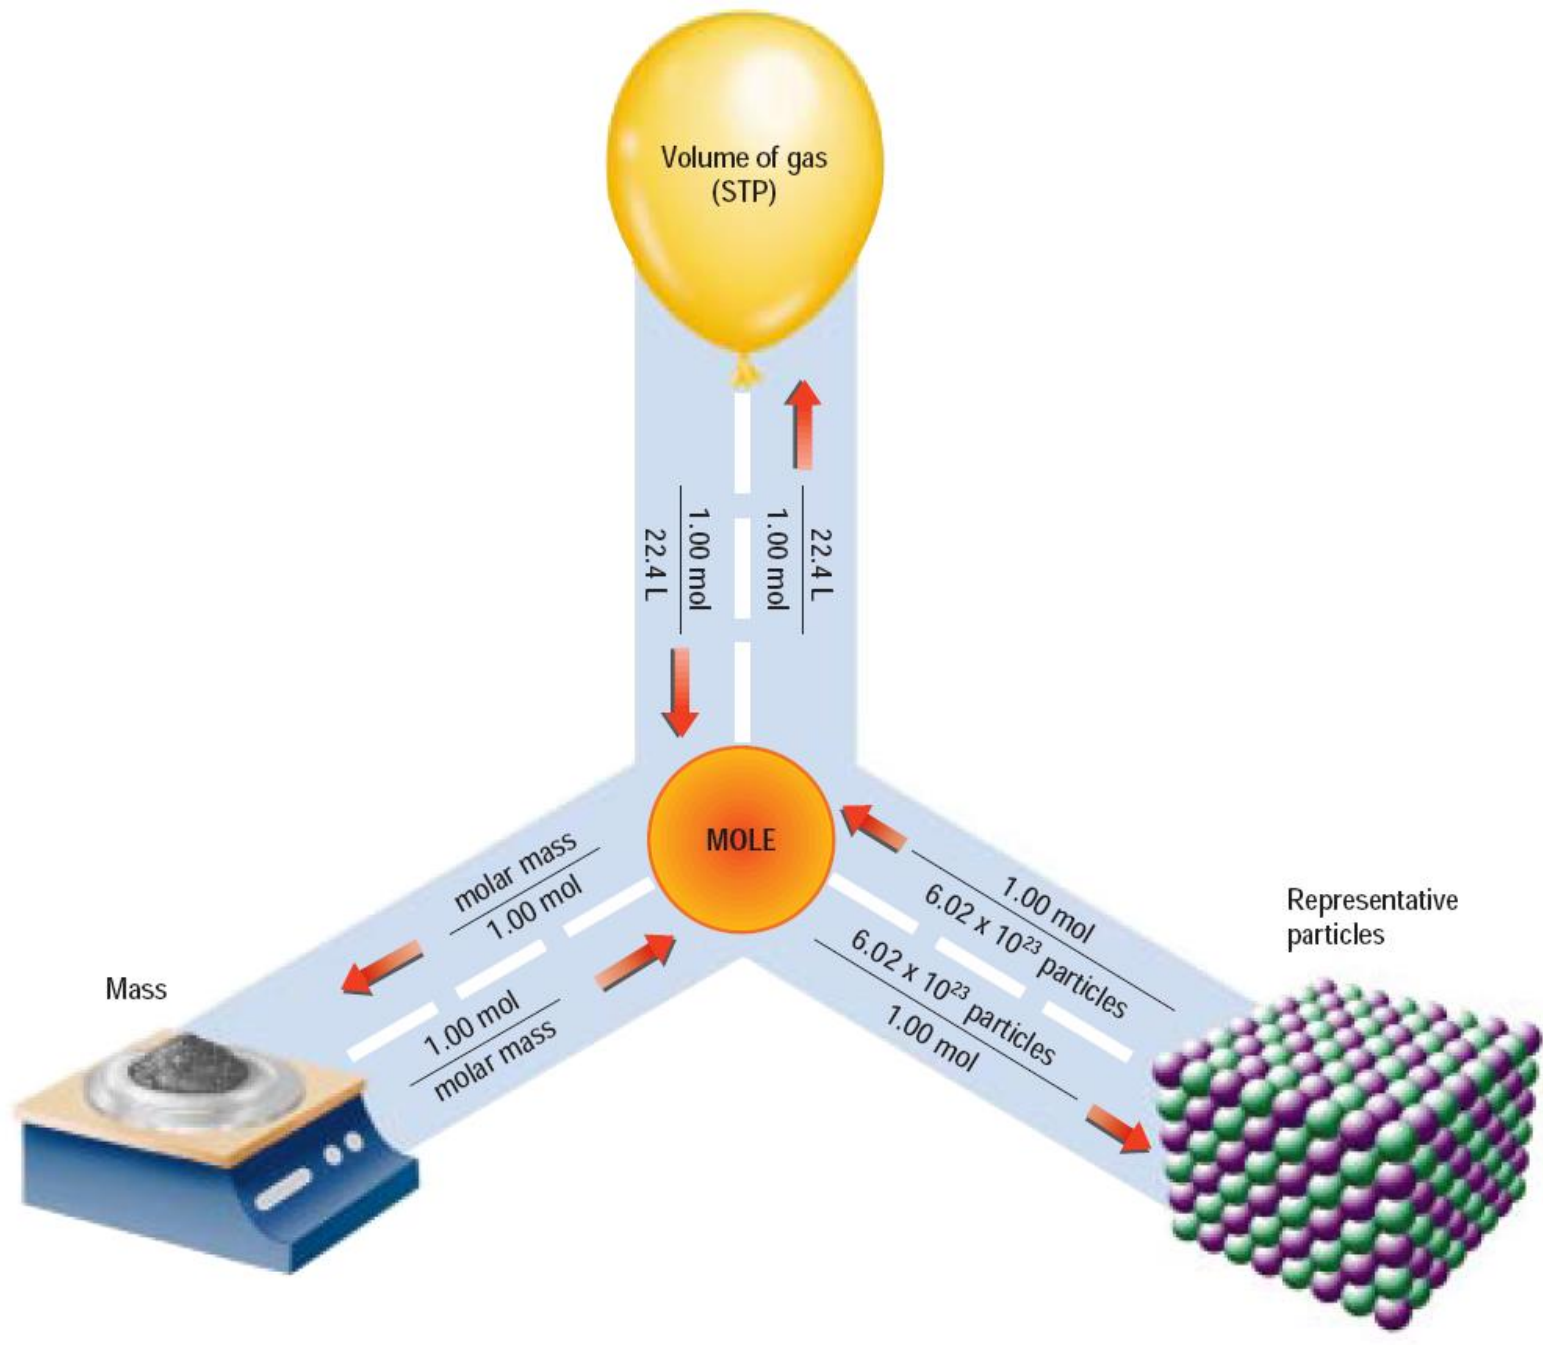 Volume of gas
(STP)
1.00 mol
22.4 L
22.4 L
1.00 mol
MOLE
molar mass
1.00 mol
1.00 mol
6.02 x 10²³ particles
Representative
particles
6.02 x 10²³ particles
1.00 mol
Mass
1.00 mol
molar mass